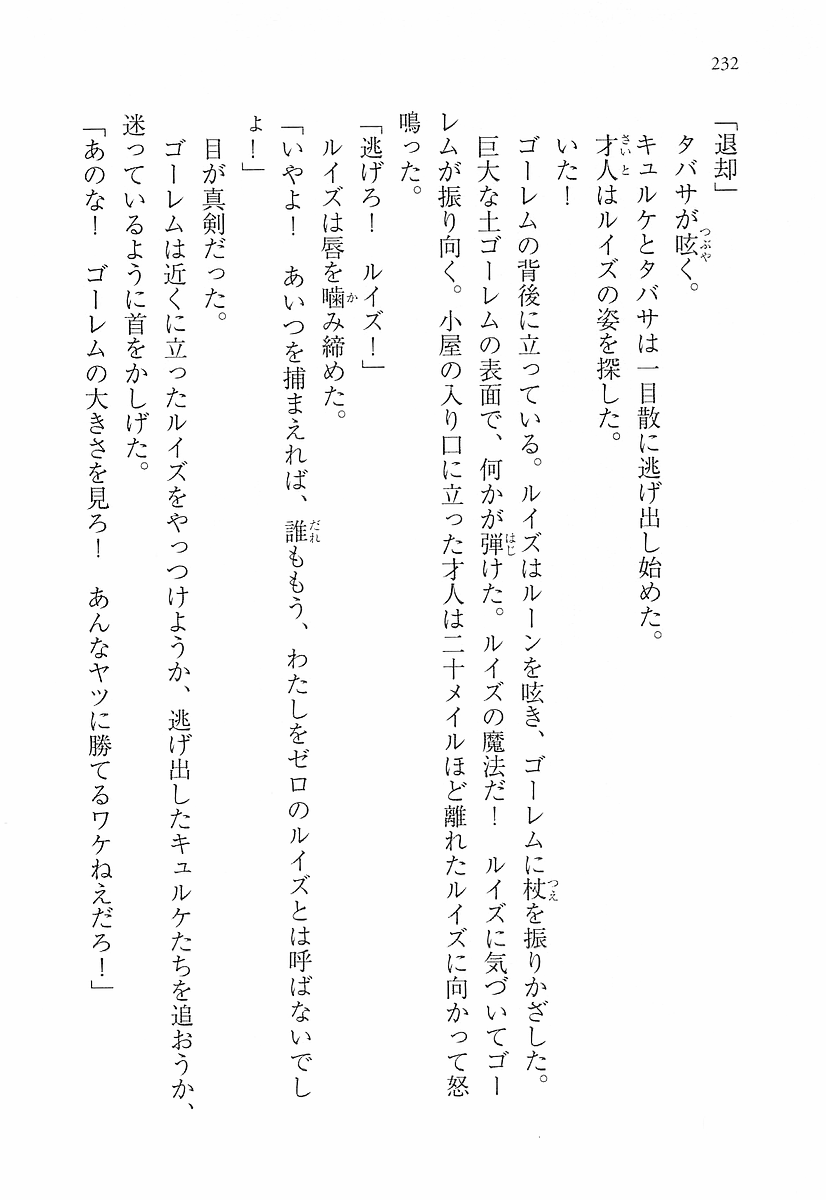 232
「退却」
タバサが呟く。
キュルケとタバサは一目散に逃げ出し始めた。
才人はルイズの姿を探した。
いた！
ゴーレムの背後に立っている。ルイズはルーンを呟き、ゴーレムに杖を振りかざした。
巨大な土ゴーレムの表面で、何かが弾けた。ルイズの魔法だ！　ルイズに気づいてゴー
レムが振り向く。小屋の入り口に立った才人は二十メイルほど離れたルイズに向かって怒
鳴った。
「逃げろ！　ルイズ！」
ルイズは唇を噛み締めた。
「いやよ！　あいつを捕まえれば、誰ももう、わたしをゼロのルイズとは呼ばないでし
ょ！」
目が真剣だった。
ゴーレムは近くに立ったルイズをやっつけようか、逃げ出したキュルケたちを追おうか、
迷っているように首をかしげた。
「あのな！　ゴーレムの大きさを見ろ！　あんなヤツに勝てるワケねえだろ！」